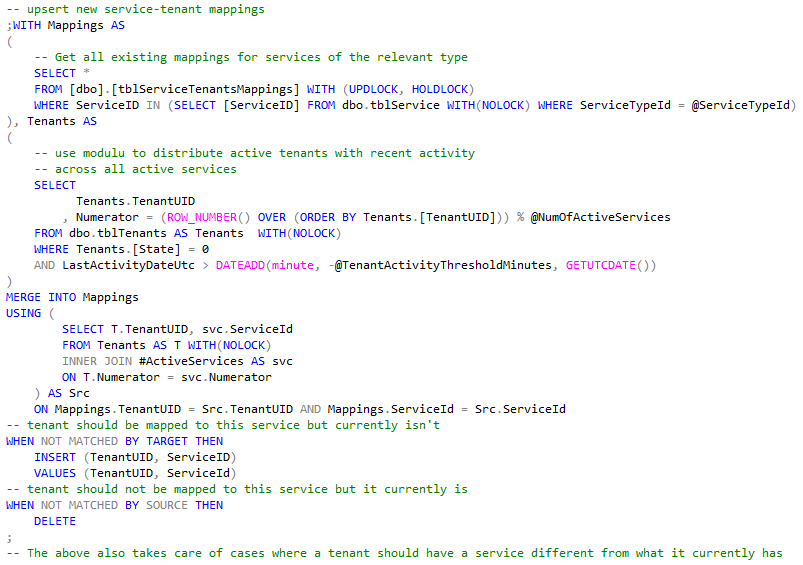 -- upsert new service-tenant mappings
;WITH Mappings AS
(
    -- Get all existing mappings for services of the relevant type
    SELECT *
    FROM [dbo].[tblServiceTenantsMappings] WITH (UPDLOCK, HOLDLOCK)
    WHERE ServiceID IN (SELECT [ServiceID] FROM dbo.tblService WITH(NOLOCK) WHERE ServiceTypeId = @ServiceTypeId)
), Tenants AS
(
    -- use modulu to distribute active tenants with recent activity
    -- across all active services
    SELECT
          Tenants.TenantUID
        , Numerator = (ROW_NUMBER() OVER (ORDER BY Tenants.[TenantUID])) % @NumOfActiveServices
    FROM dbo.tblTenants AS Tenants  WITH(NOLOCK)
    WHERE Tenants.[State] = 0
    AND LastActivityDateUtc > DATEADD(minute, -@TenantActivityThresholdMinutes, GETUTCDATE())
)
MERGE INTO Mappings
USING (
        SELECT T.TenantUID, svc.ServiceId
        FROM Tenants AS T WITH(NOLOCK)
        INNER JOIN #ActiveServices AS svc
        ON T.Numerator = svc.Numerator
    ) AS Src
    ON Mappings.TenantUID = Src.TenantUID AND Mappings.ServiceId = Src.ServiceId
-- tenant should be mapped to this service but currently isn't
WHEN NOT MATCHED BY TARGET THEN
    INSERT (TenantUID, ServiceID)
    VALUES (TenantUID, ServiceId)
-- tenant should not be mapped to this service but it currently is
WHEN NOT MATCHED BY SOURCE THEN
    DELETE
;
-- The above also takes care of cases where a tenant should have a service different from what it currently has